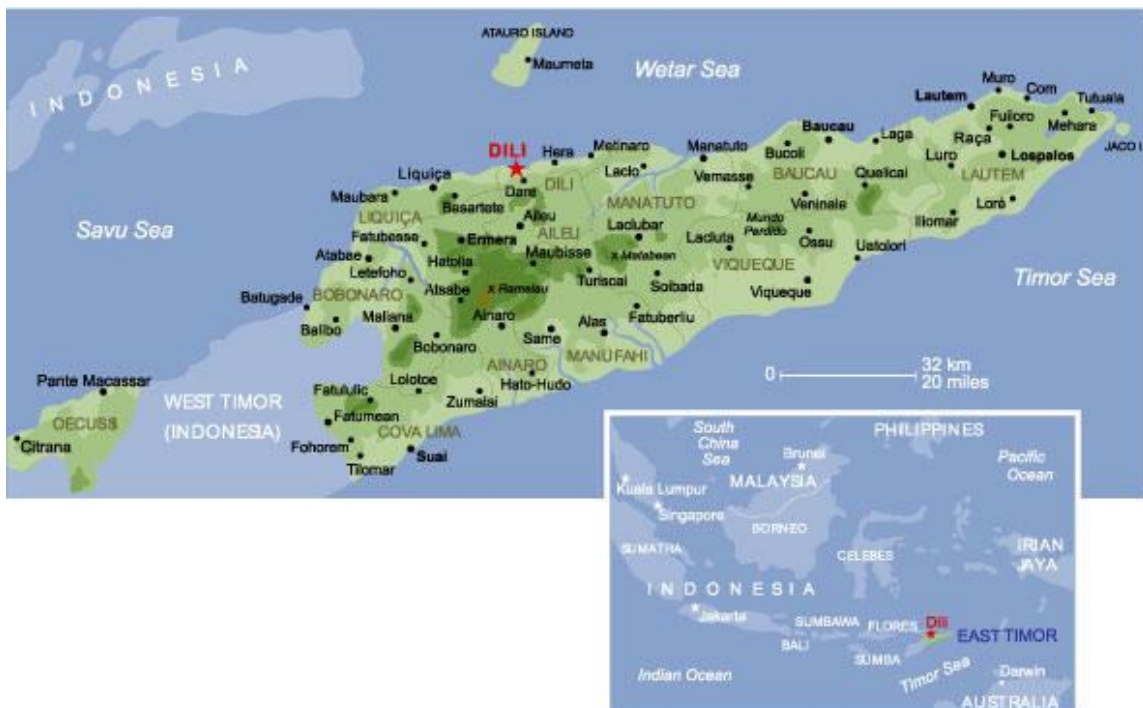 ATAURO ISLAND
Maumeta
Wetar Sea
INDONESIA
Muro
Com
Tutuala
Lautem
Fuiloro
Mehara
Baucau
Laga
Raça
JACO I
DILI
Hera
Metinaro
Manatuto
Bucoli
Luro
Lospalos
Liquiça
Dare
DILI
Laclo
Vemasse
BAUCAU
Quelicai
LAUTEM
Maubara
Basartete
MANATUTO
Veninale
Lore
LIQUIÇA
Aileu
Laclubar
Mundo
Perdido
Iliomar
Savu Sea
Fatubesse
Ermera
AILEU
Lacluta
Ossu
Uatolori
Atabae
Hatolia
Maubisse
X Matabean
VIQUEQUE
Timor Sea
Letefoho
Turiscai
Soibada
Batugade
BOBONARO
Atsabe
X Ramelau
Viqueque
Maliana
Ainaro
Alas
Fatuberliu
Balibo
Same
Bobonaro
MANUFAHI
AINARO
Pante Macassar
Lolotoe
Hato-Hudo
0
32 km
20 miles
Fatululic
Zumalai
WEST TIMOR
(INDONESIA)
OECUSS
Fatumean
COVA LIMA
Citrana
Fohorem
Suai
Tilomar
South
China
Sea
PHILIPPINES
Brunei
Pacific
Ocean
MALAYSIA
Kuala Lumpur
Singapore
BORNEO
SUMATRA
CELEBES
IRIAN
JAYA
INDONESIA
Jakarta
SUMBAWA
FLORES
Dili
EAST TIMOR
BALI
SUMBA
Indian Ocean
Timor Sea
Darwin
AUSTRALIA